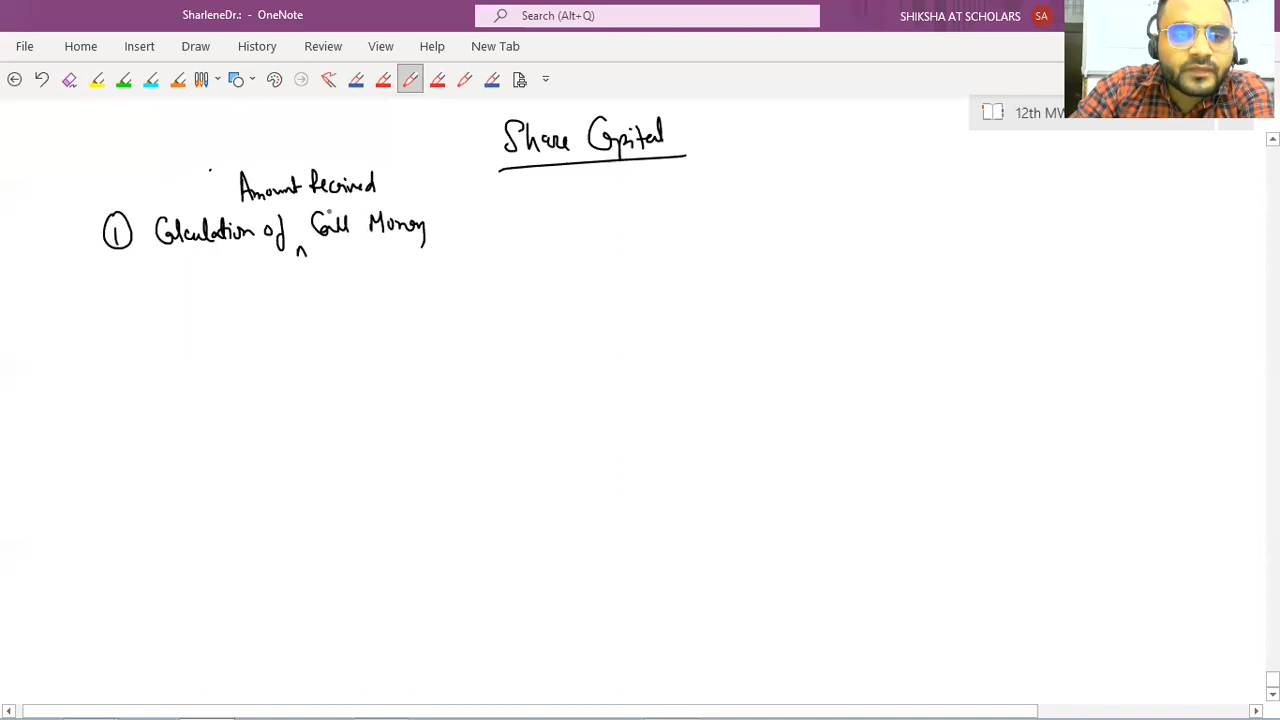 SharleneDr.: - OneNote
Search (Alt+Q)
SHIKSHA AT SCHOLARS SA
File Home Insert Draw History Review View Help New Tab
12th MW
Share Capital
Amount Received
① Calculation of ^ Call Money